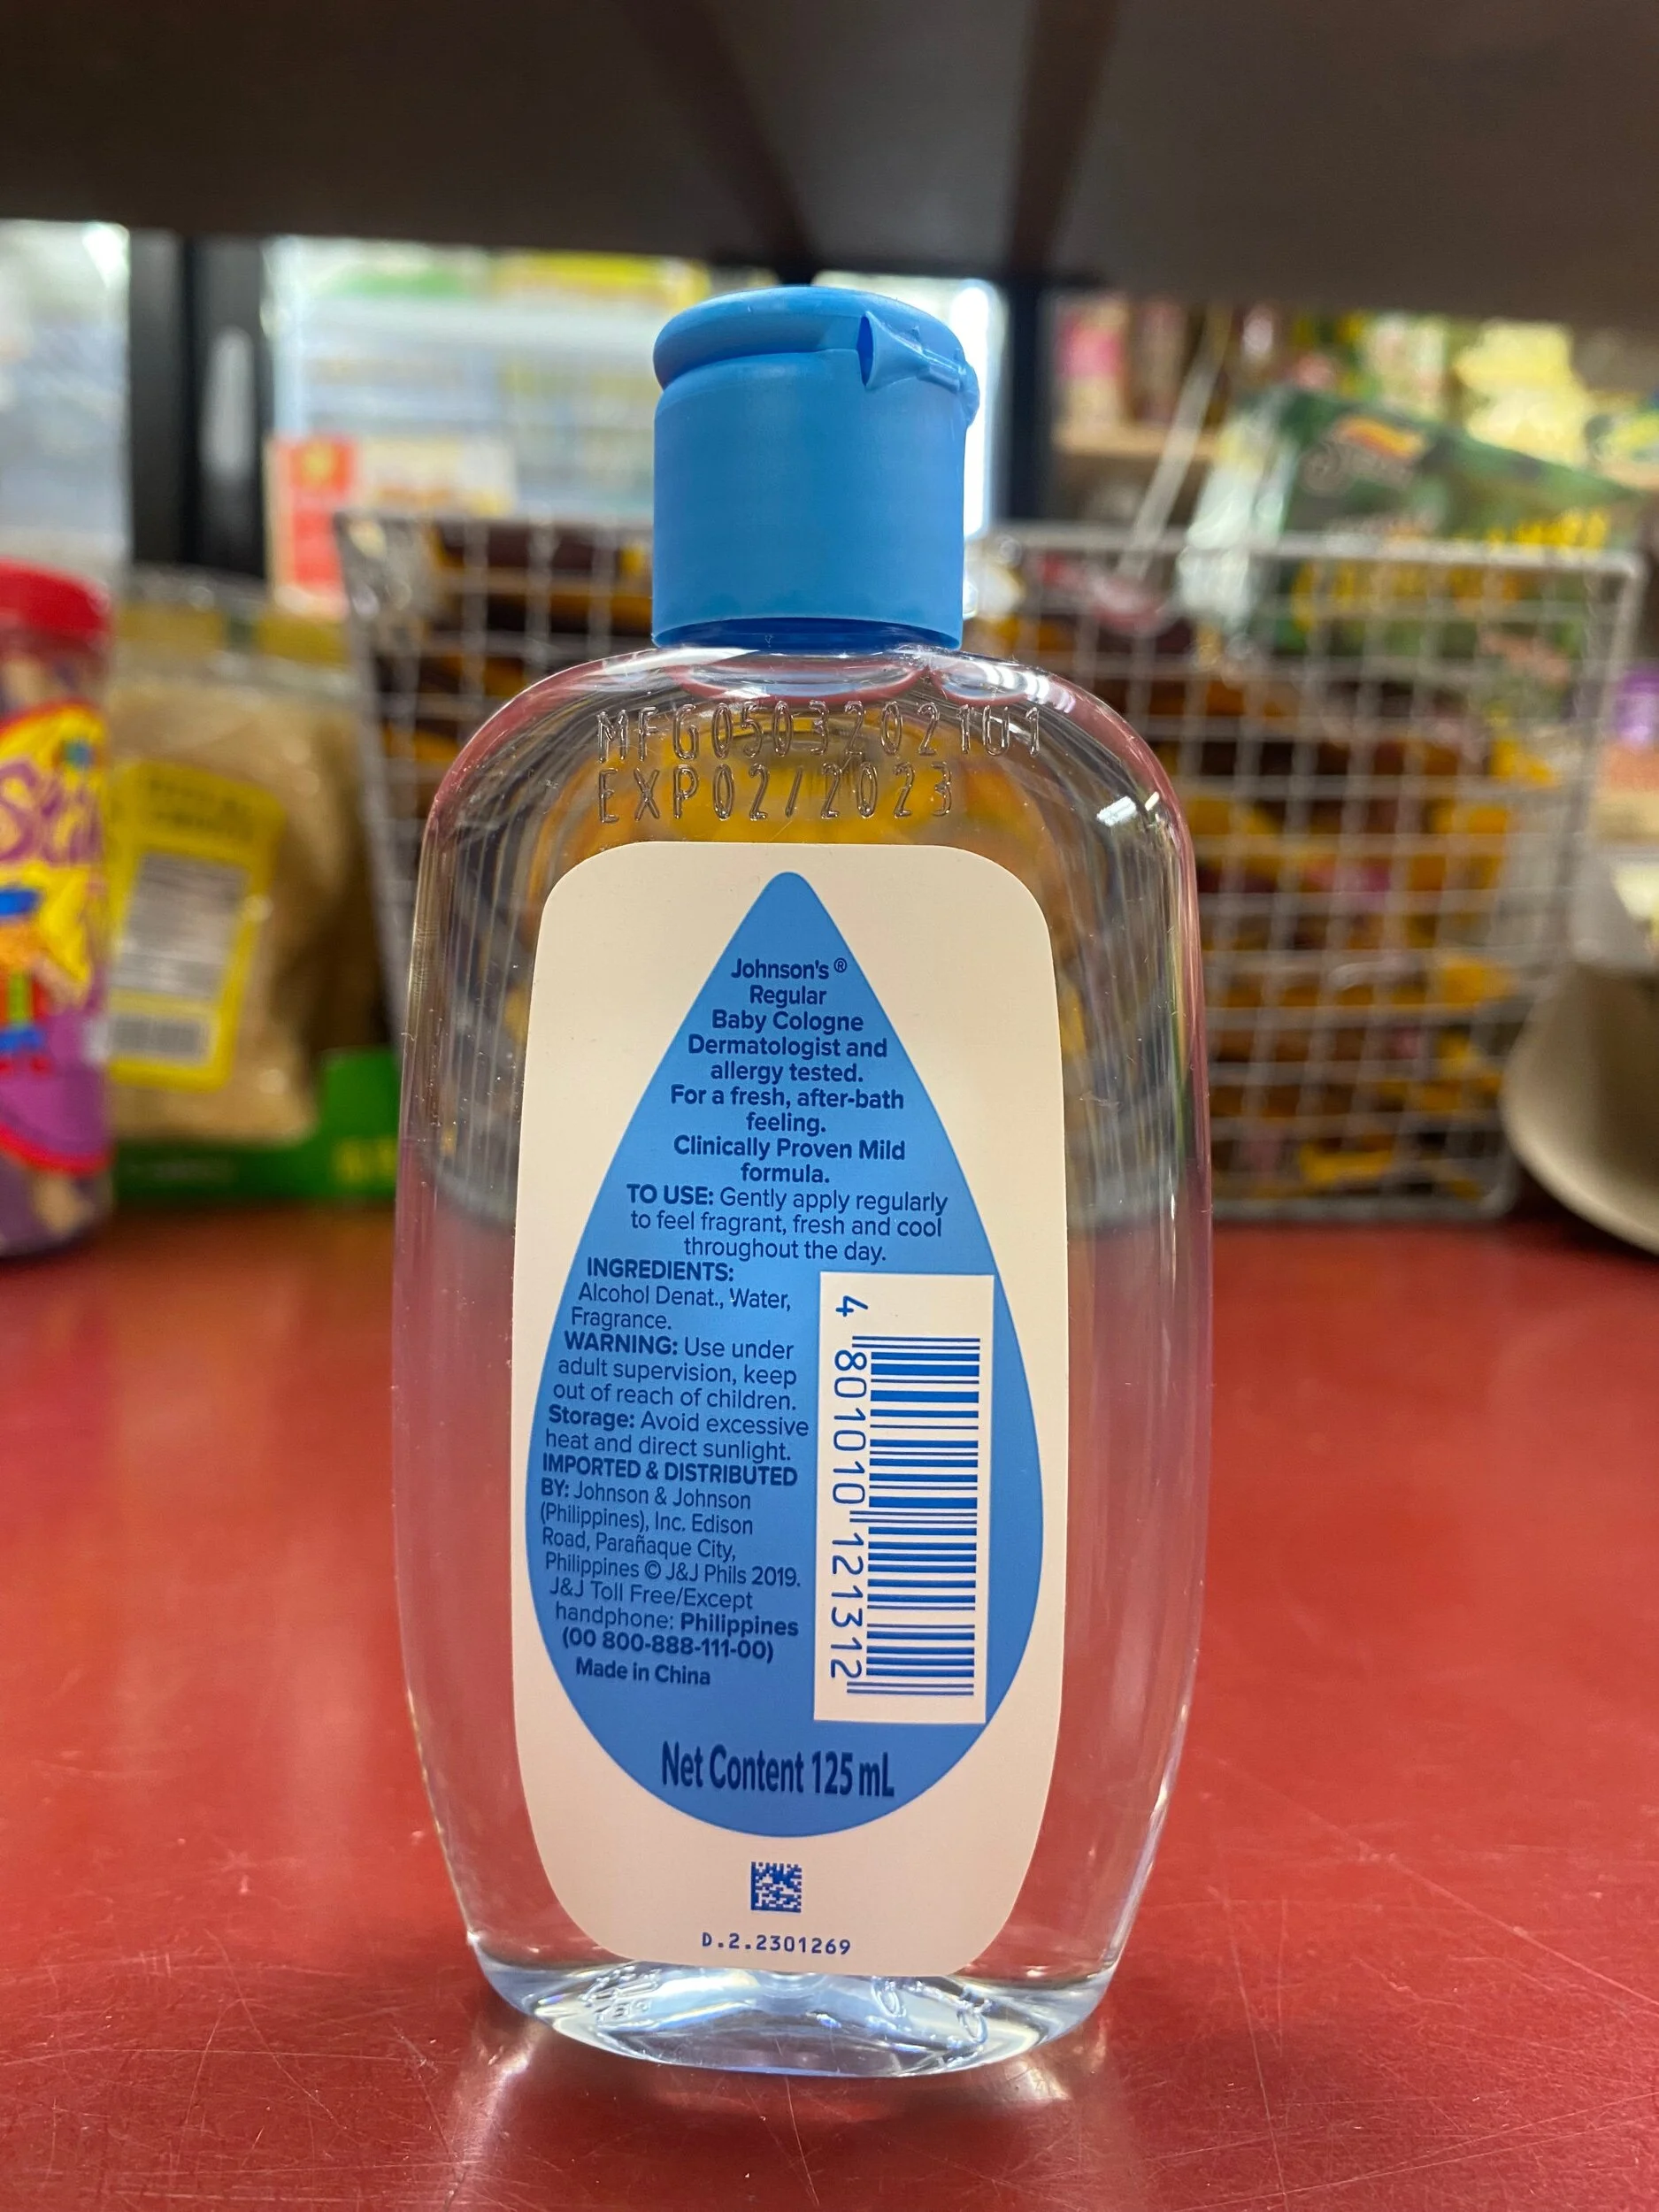 MFG0503202101
EXP02/2023
Johnson's®
Regular
Baby Cologne
Dermatologist and
allergy tested.
For a fresh, after-bath
feeling.
Clinically Proven Mild
formula.
TO USE: Gently apply regularly
to feel fragrant, fresh and cool
throughout the day.
INGREDIENTS:
Alcohol Denat., Water,
Fragrance.
WARNING: Use under
adult supervision, keep
out of reach of children.
Storage: Avoid excessive
heat and direct sunlight.
IMPORTED & DISTRIBUTED
BY: Johnson & Johnson
(Philippines), Inc. Edison
Road, Parañaque City,
Philippines © J&J Phils 2019.
J&J Toll Free/Except
handphone: Philippines
(00 800-888-111-00)
Made in China
4 801010 121312
Net Content 125 mL
D.2.2301269